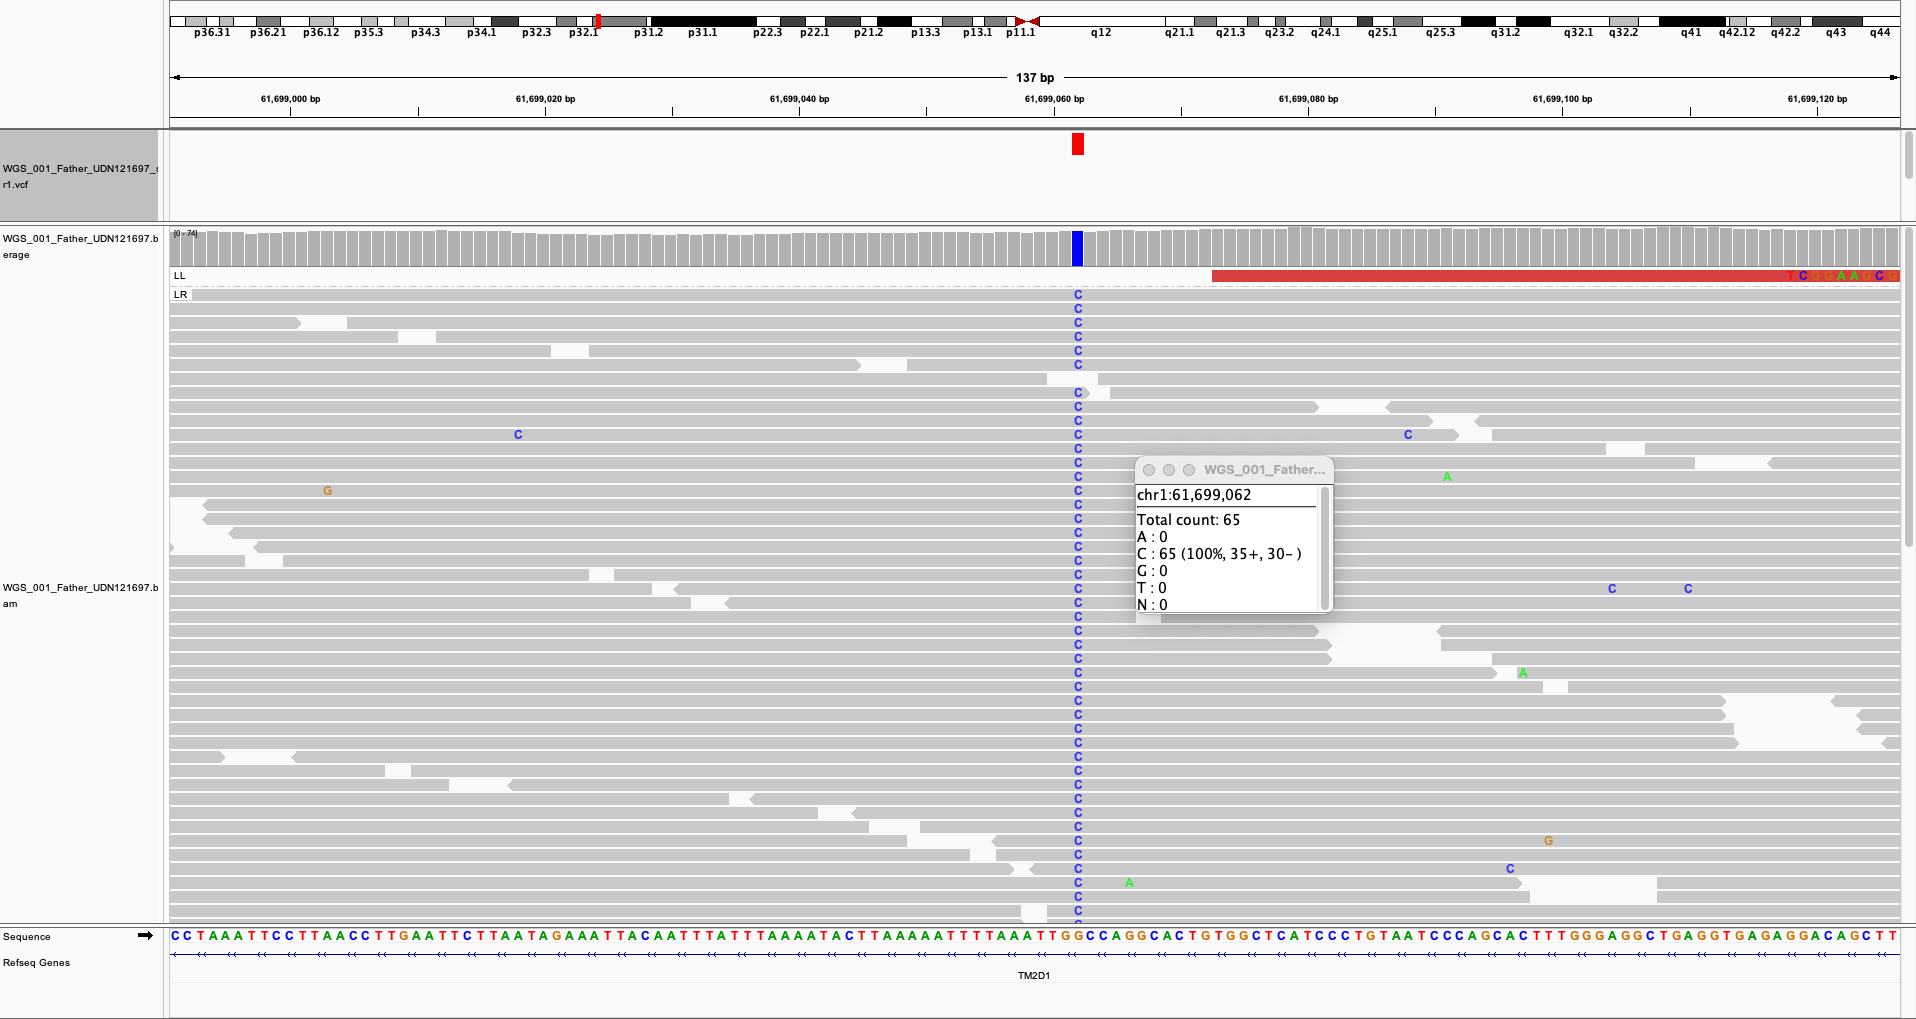 p36.31 p36.21 p36.12 p35.3 p34.3 p34.1 p32.3 p32.1 p31.2 p31.1 p22.3 p22.1 p21.2 p13.3 p13.1 p11.1 q12 q21.1 q21.3 q23.2 q24.1 q25.1 q25.3 q31.2 q32.1 q32.2 q41 q42.12 q42.2 q43 q44
137 bp
61,699,000 bp 61,699,020 bp 61,699,040 bp 61,699,060 bp 61,699,080 bp 61,699,100 bp 61,699,120 bp
WGS_001_Father_UDN121697_s
r1.vcf
WGS_001_Father_UDN121697.b
erage
[0 - 74]
LL TCGGAAGCG
LR C
C
C
C
C
C
C
C
C
C C C
C
C
C A
G C
C
C
C
C
C
C
C C C
C
C
C
C
C
C A
C
C
C
C
C
C
C
C
C
C
C
C G
C
C C
C A
C
C
WGS_001_Father...
chr1:61,699,062
Total count: 65
A : 0
C : 65 (100%, 35+, 30- )
G : 0
T : 0
N : 0
WGS_001_Father_UDN121697.b
am
Sequence
CCTAAATTCCTTAACCTTGAATTCTTAATAGAAATTACAATTTATTTAAAATACTTAAAAATTTTAAATTGGCCAGGCACTGTGGCTCATCCCTGTAATCCCAGCACTTTGGGAGGCTGAGGTGAGAGGACAGCTT
Refseq Genes
TM2D1